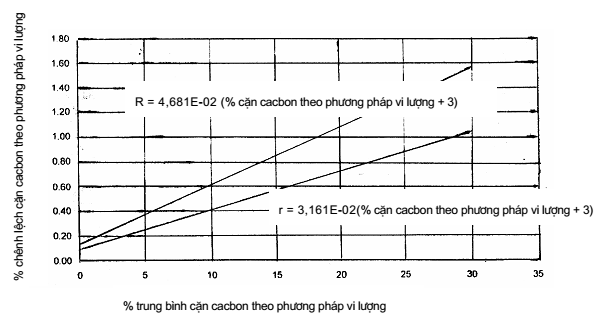 % chênh lệch cặn cacbon theo phương pháp vi lượng
1 80
1.60
1.40
1.20
1.00
0.80
0.60
0.40
0.20
0.00
R = 4,681E-02 (% cặn cacbon theo phương pháp vi lượng + 3)
r = 3,161E-02(% cặn cacbon theo phương pháp vi lượng + 3)
0 5 10 15 20 25 30 35
% trung bình cặn cacbon theo phương pháp vi lượng